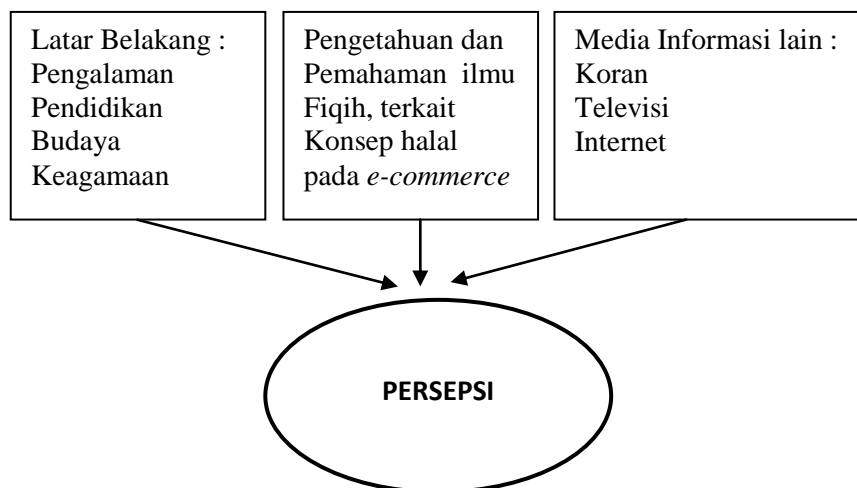 Latar Belakang :
Pengalaman
Pendidikan
Budaya
Keagamaan
Pengetahuan dan
Pemahaman ilmu
Fiqih, terkait
Konsep halal
pada e-commerce
Media Informasi lain :
Koran
Televisi
Internet
PERSEPSI